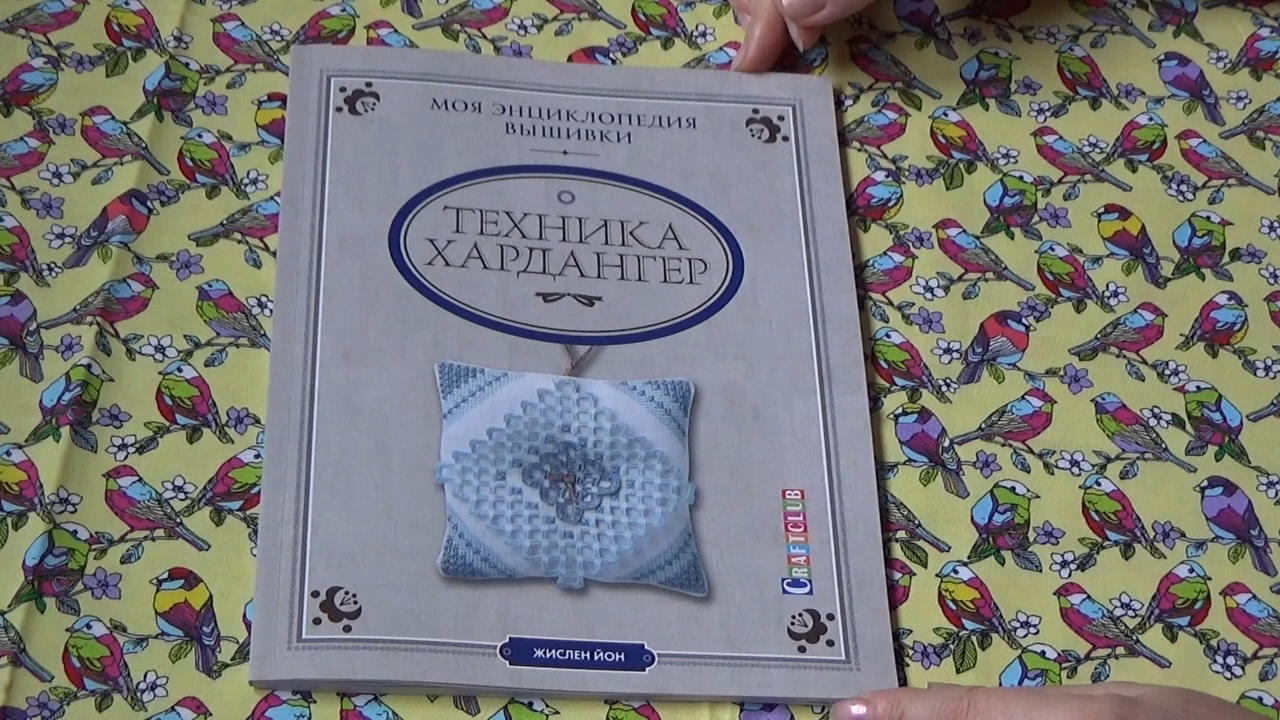 МОЯ ЭНЦИКЛОПЕДИЯ
ВЫШИВКИ
ТЕХНИКА
ХАРДАНГЕР
CRAFTCLUB
ЖИСЛЕН ЙОН